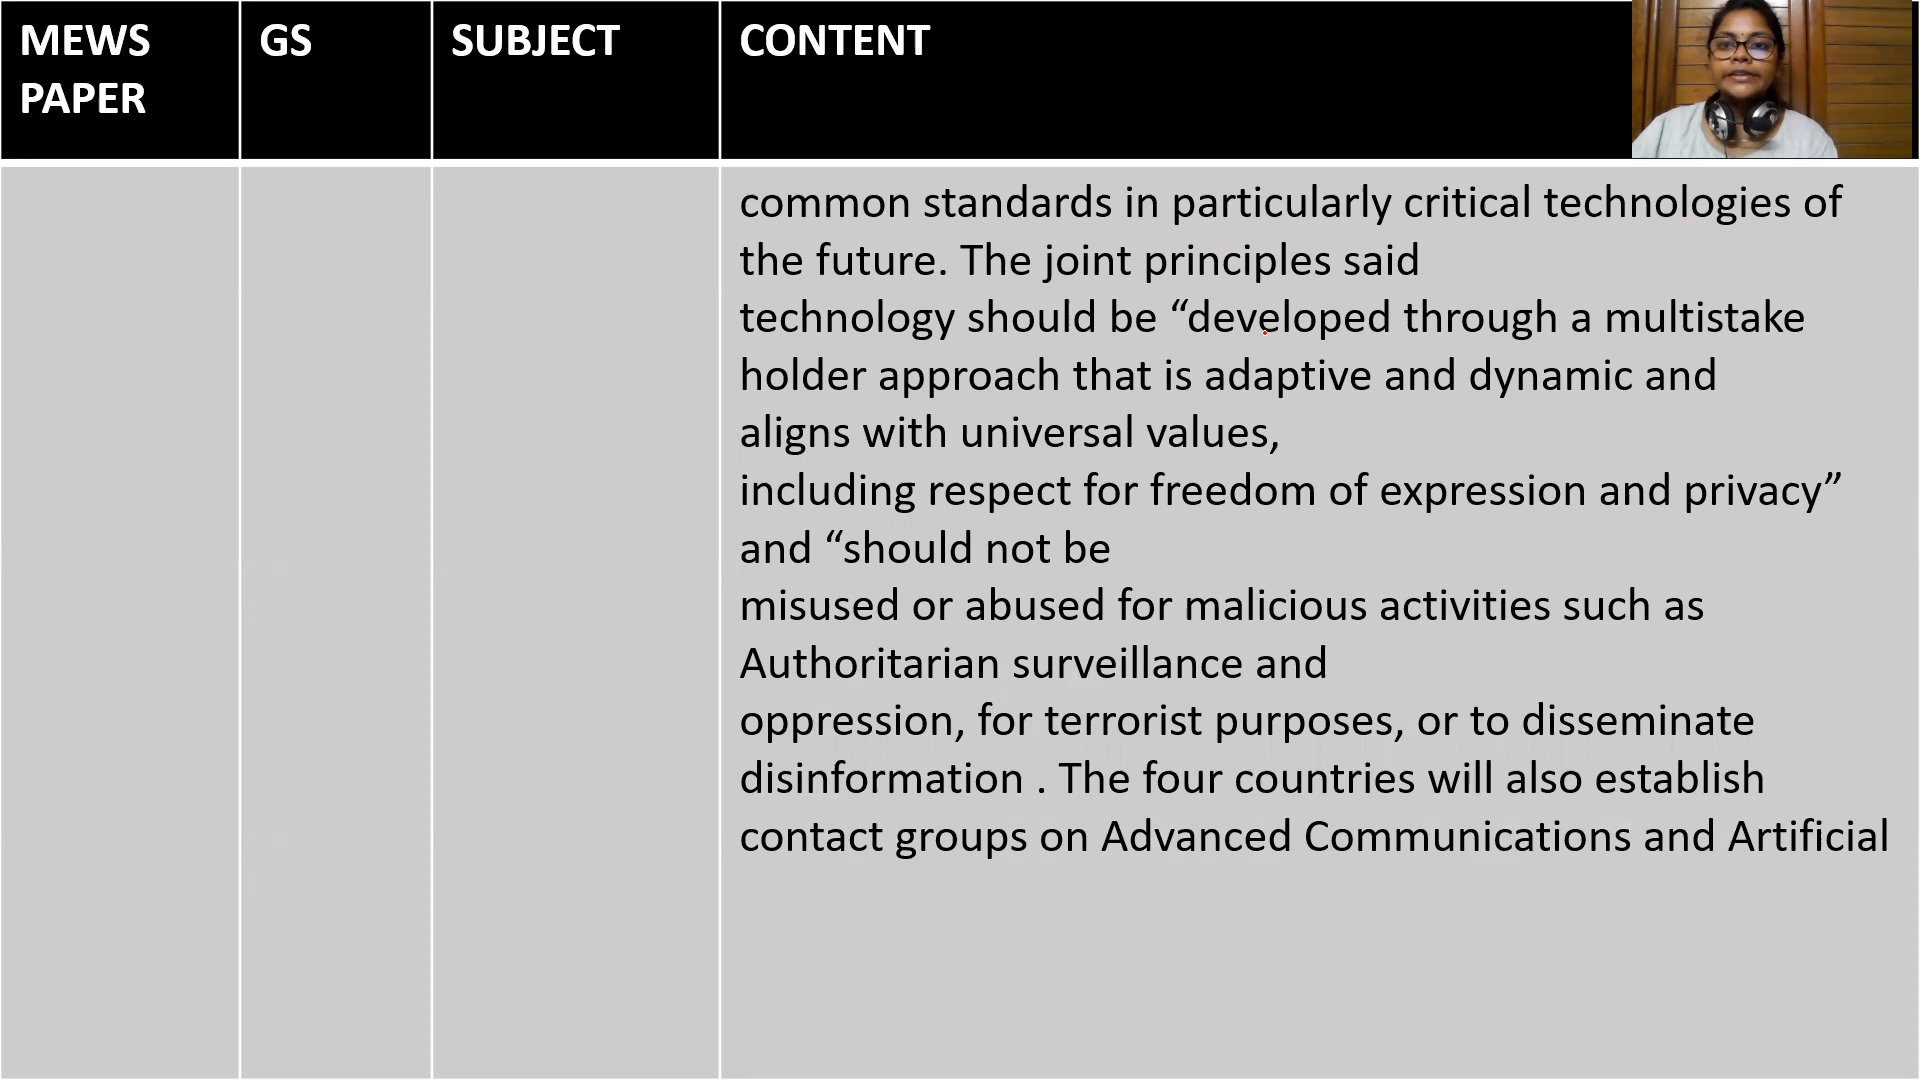 MEWS
PAPER
GS
SUBJECT
CONTENT
common standards in particularly critical technologies of
the future. The joint principles said
technology should be “developed through a multistake
holder approach that is adaptive and dynamic and
aligns with universal values,
including respect for freedom of expression and privacy”
and “should not be
misused or abused for malicious activities such as
Authoritarian surveillance and
oppression, for terrorist purposes, or to disseminate
disinformation . The four countries will also establish
contact groups on Advanced Communications and Artificial